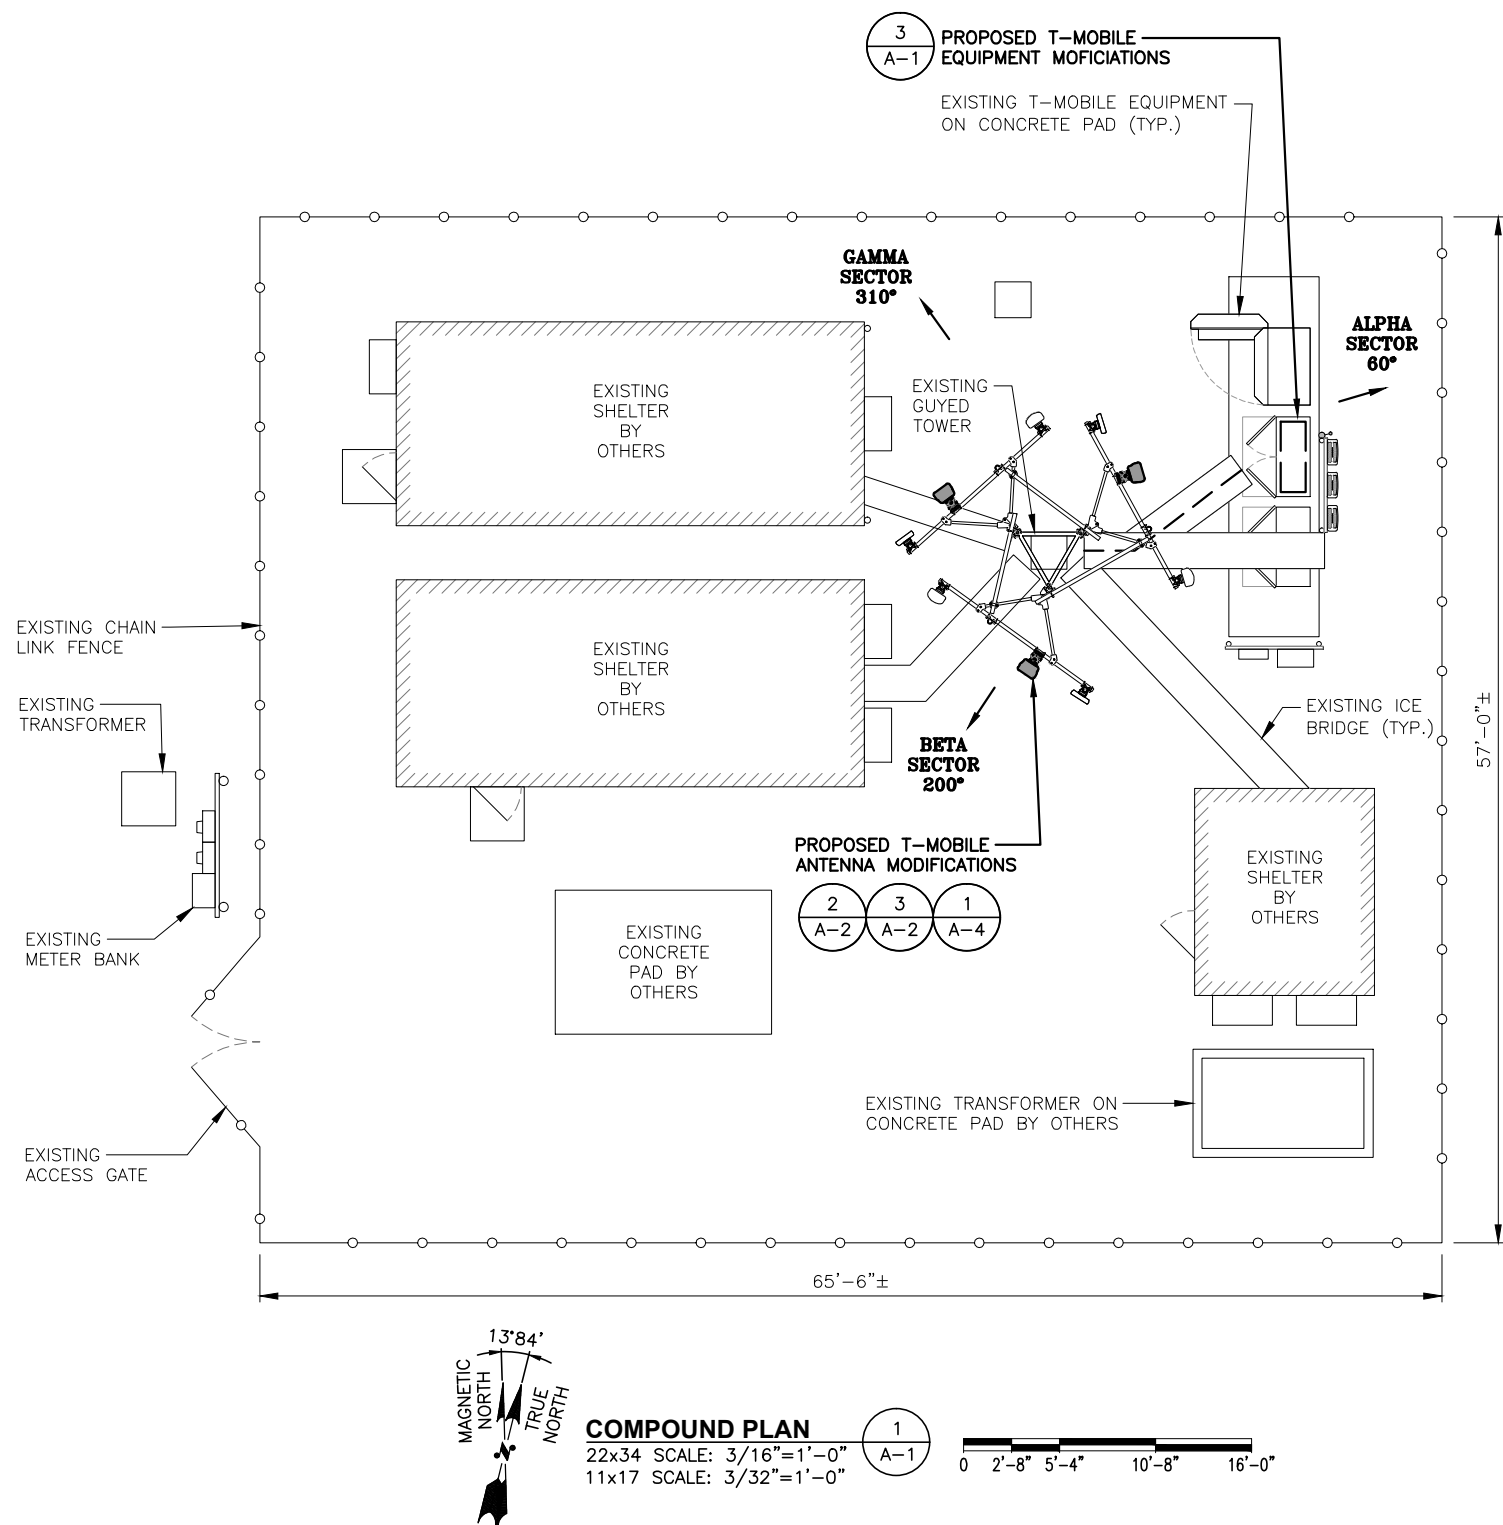 3
A-1
PROPOSED T-MOBILE
EQUIPMENT MOFICIATIONS
EXISTING T-MOBILE EQUIPMENT
ON CONCRETE PAD (TYP.)
GAMMA
SECTOR
310°
ALPHA
SECTOR
60°
EXISTING
SHELTER
BY
OTHERS
EXISTING
GUYED
TOWER
EXISTING CHAIN
LINK FENCE
EXISTING
SHELTER
BY
OTHERS
EXISTING
TRANSFORMER
EXISTING ICE
BRIDGE (TYP.)
57'-0"±
BETA
SECTOR
200°
PROPOSED T-MOBILE
ANTENNA MODIFICATIONS
2
A-2
3
A-2
1
A-4
EXISTING
SHELTER
BY
OTHERS
EXISTING
METER BANK
EXISTING
CONCRETE
PAD BY
OTHERS
EXISTING TRANSFORMER ON
CONCRETE PAD BY OTHERS
EXISTING
ACCESS GATE
65'-6"±
13°84'
MAGNETIC
NORTH
TRUE
NORTH
N
COMPOUND PLAN
22x34 SCALE: 3/16"=1'-0"
11x17 SCALE: 3/32"=1'-0"
1
A-1
0 2'-8" 5'-4" 10'-8" 16'-0"